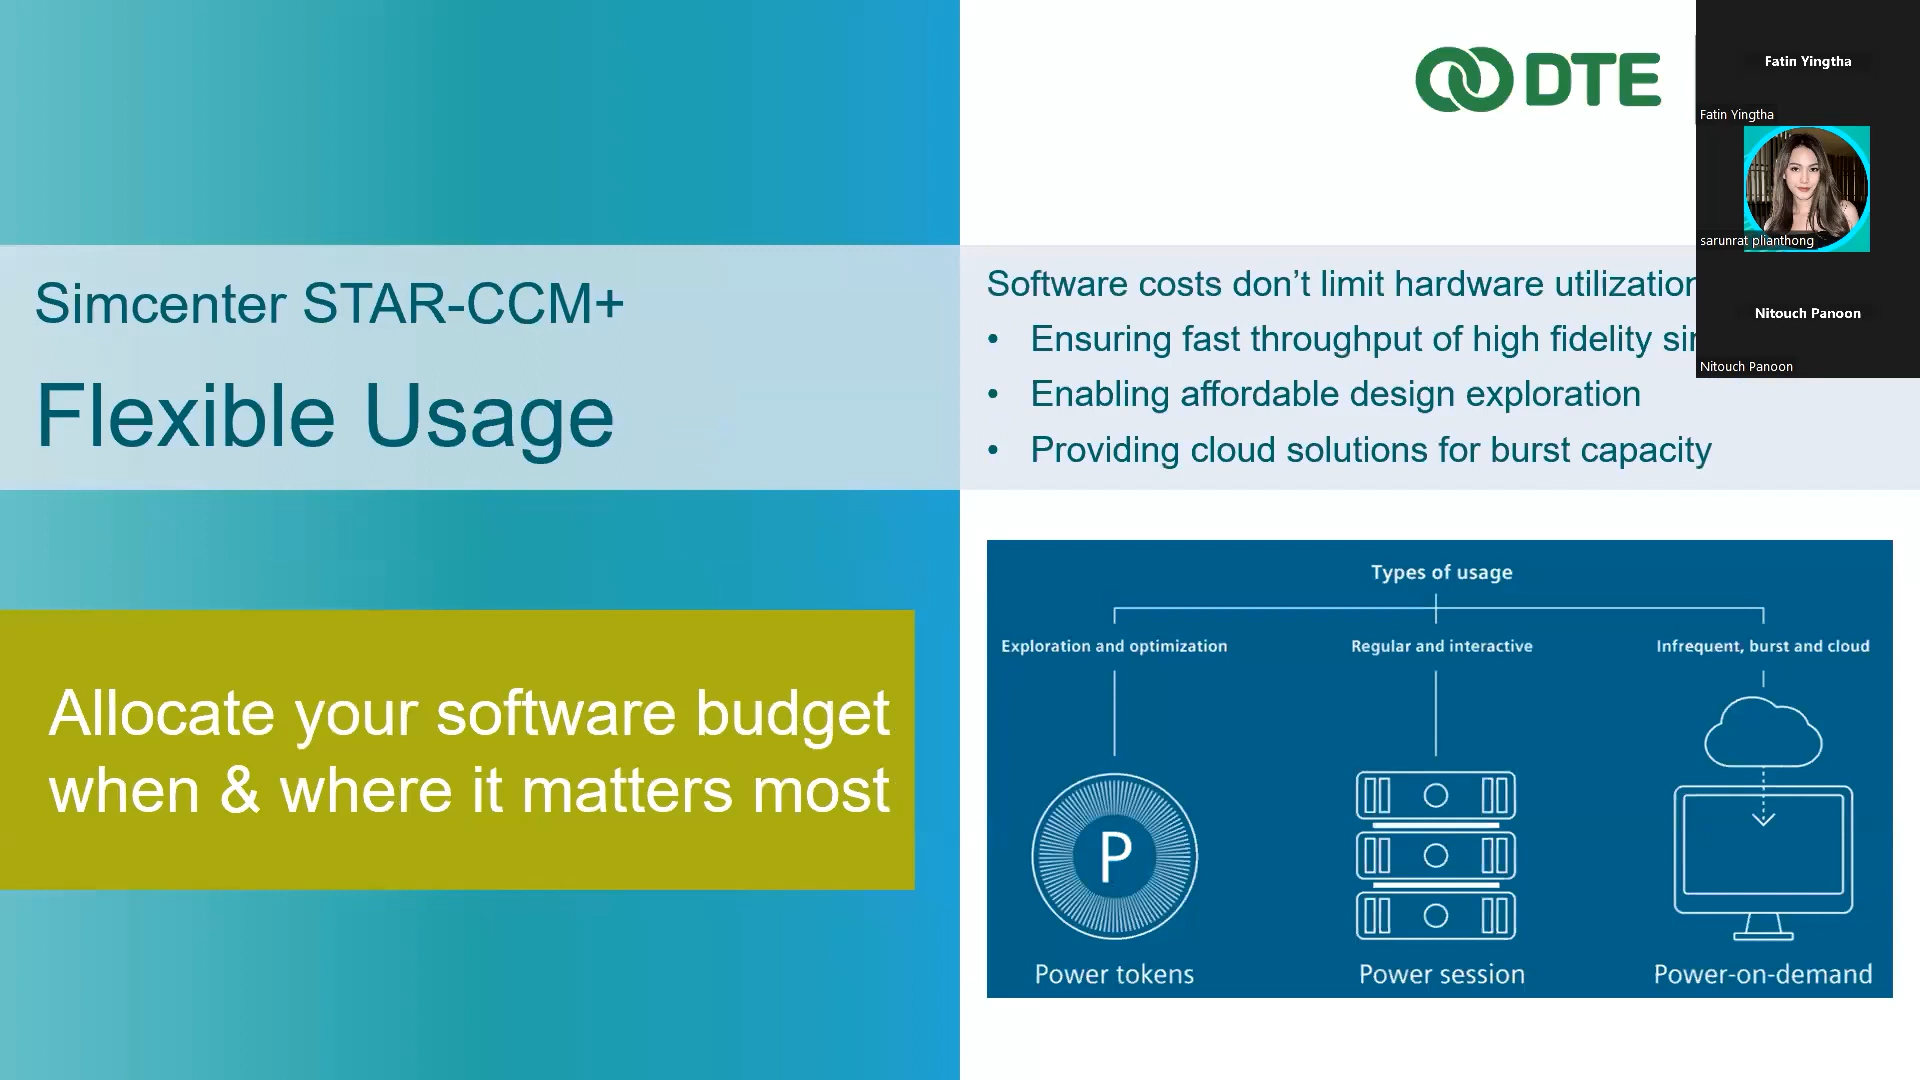 DTE
Simcenter STAR-CCM+
Flexible Usage
Software costs don’t limit hardware utilization
• Ensuring fast throughput of high fidelity
• Enabling affordable design exploration
• Providing cloud solutions for burst capacity
Allocate your software budget
when & where it matters most
Types of usage
Exploration and optimization
Regular and interactive
Infrequent, burst and cloud
P
Power tokens
Power session
Power-on-demand
Fatin Yingtha
Fatin Yingtha
sarunrat plianthong
Nitouch Panoon
Nitouch Panoon